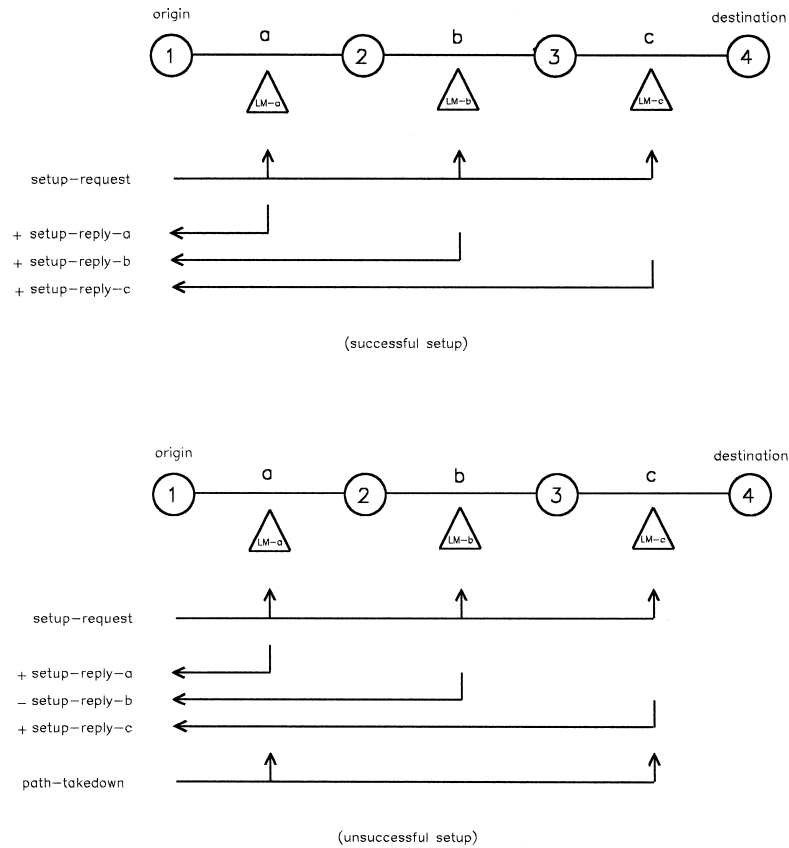 origin
destination
a
b
c
1
2
3
4
LM-a
LM-b
LM-c
setup-request
+ setup-reply-a
+ setup-reply-b
+ setup-reply-c
(successful setup)
origin
destination
a
b
c
1
2
3
4
LM-a
LM-b
LM-c
setup-request
+ setup-reply-a
- setup-reply-b
+ setup-reply-c
path-takedown
(unsuccessful setup)